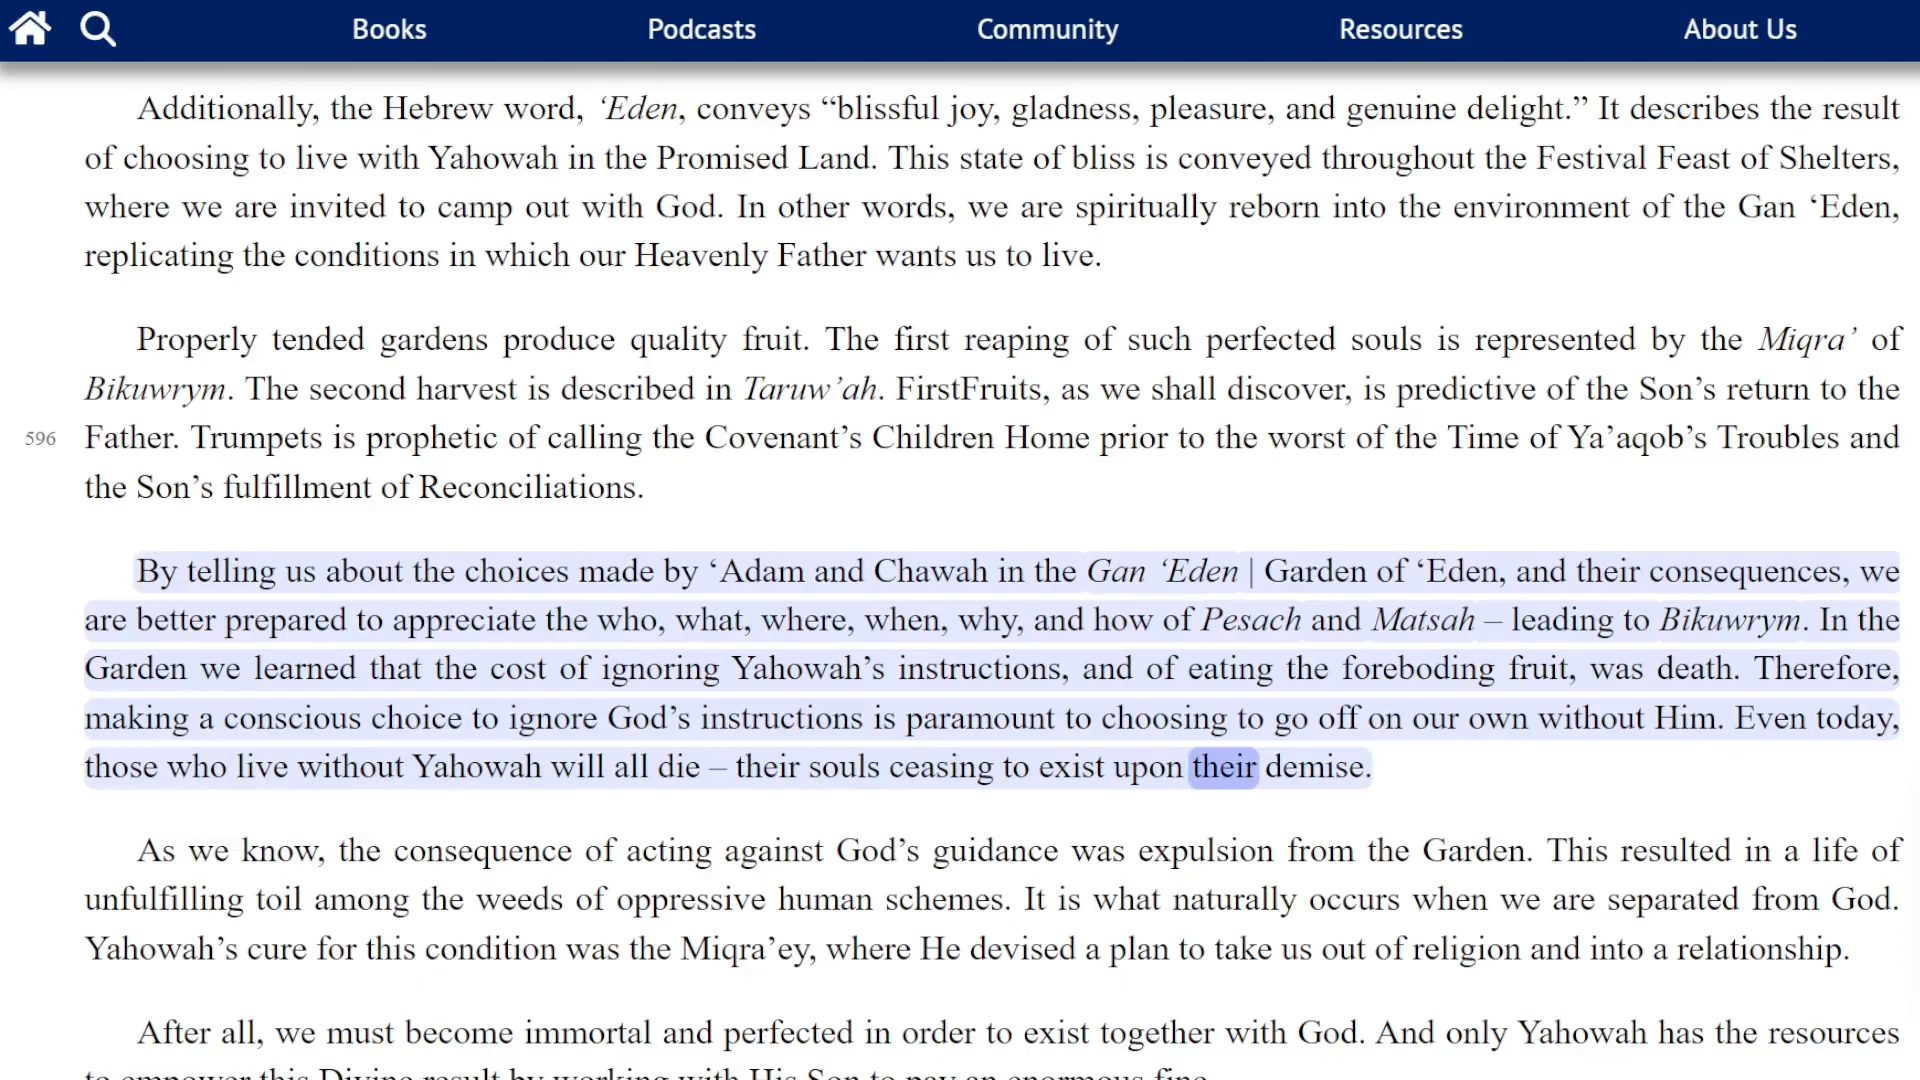 Books Podcasts Community Resources About Us
Additionally, the Hebrew word, ‘Eden, conveys “blissful joy, gladness, pleasure, and genuine delight.” It describes the result
of choosing to live with Yahowah in the Promised Land. This state of bliss is conveyed throughout the Festival Feast of Shelters,
where we are invited to camp out with God. In other words, we are spiritually reborn into the environment of the Gan ‘Eden,
replicating the conditions in which our Heavenly Father wants us to live.
Properly tended gardens produce quality fruit. The first reaping of such perfected souls is represented by the Miqra’ of
Bikuwrym. The second harvest is described in Taruw’ah. FirstFruits, as we shall discover, is predictive of the Son’s return to the
596 Father. Trumpets is prophetic of calling the Covenant’s Children Home prior to the worst of the Time of Ya’aqob’s Troubles and
the Son’s fulfillment of Reconciliations.
By telling us about the choices made by ‘Adam and Chawah in the Gan ‘Eden | Garden of ‘Eden, and their consequences, we
are better prepared to appreciate the who, what, where, when, why, and how of Pesach and Matsah – leading to Bikuwrym. In the
Garden we learned that the cost of ignoring Yahowah’s instructions, and of eating the foreboding fruit, was death. Therefore,
making a conscious choice to ignore God’s instructions is paramount to choosing to go off on our own without Him. Even today,
those who live without Yahowah will all die – their souls ceasing to exist upon their demise.
As we know, the consequence of acting against God’s guidance was expulsion from the Garden. This resulted in a life of
unfulfilling toil among the weeds of oppressive human schemes. It is what naturally occurs when we are separated from God.
Yahowah’s cure for this condition was the Miqra’ey, where He devised a plan to take us out of religion and into a relationship.
After all, we must become immortal and perfected in order to exist together with God. And only Yahowah has the resources
to empower this Divine result by working with His Son to pay an enormous fine.